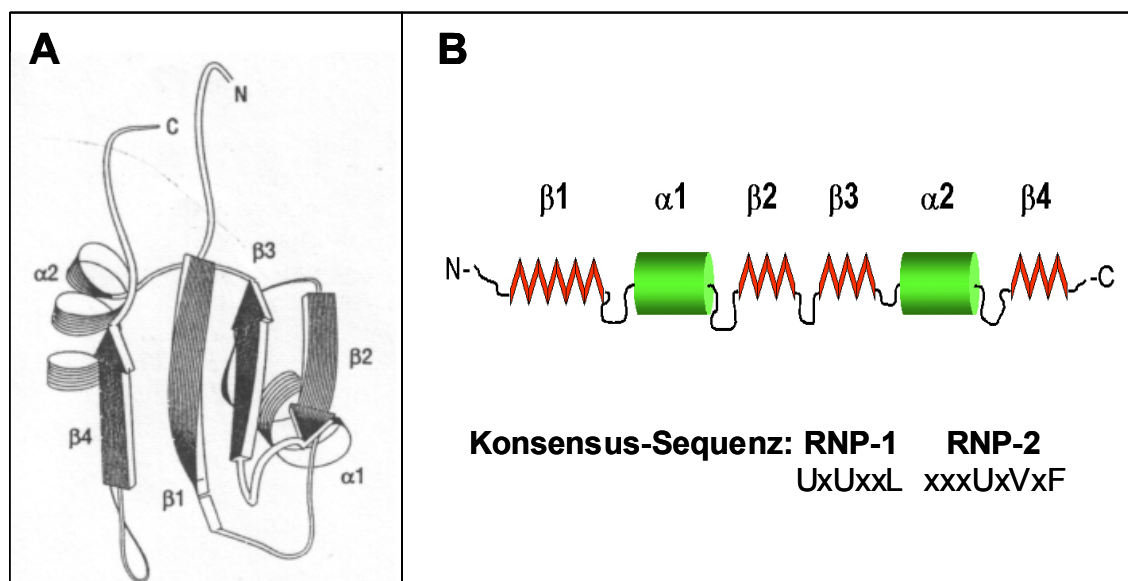 A
N
C
β3
α2
β2
β4
β1
α1
B
β1 α1 β2 β3 α2 β4
N- -C
Konsensus-Sequenz: RNP-1 RNP-2
UxUxxL xxxUxVxF